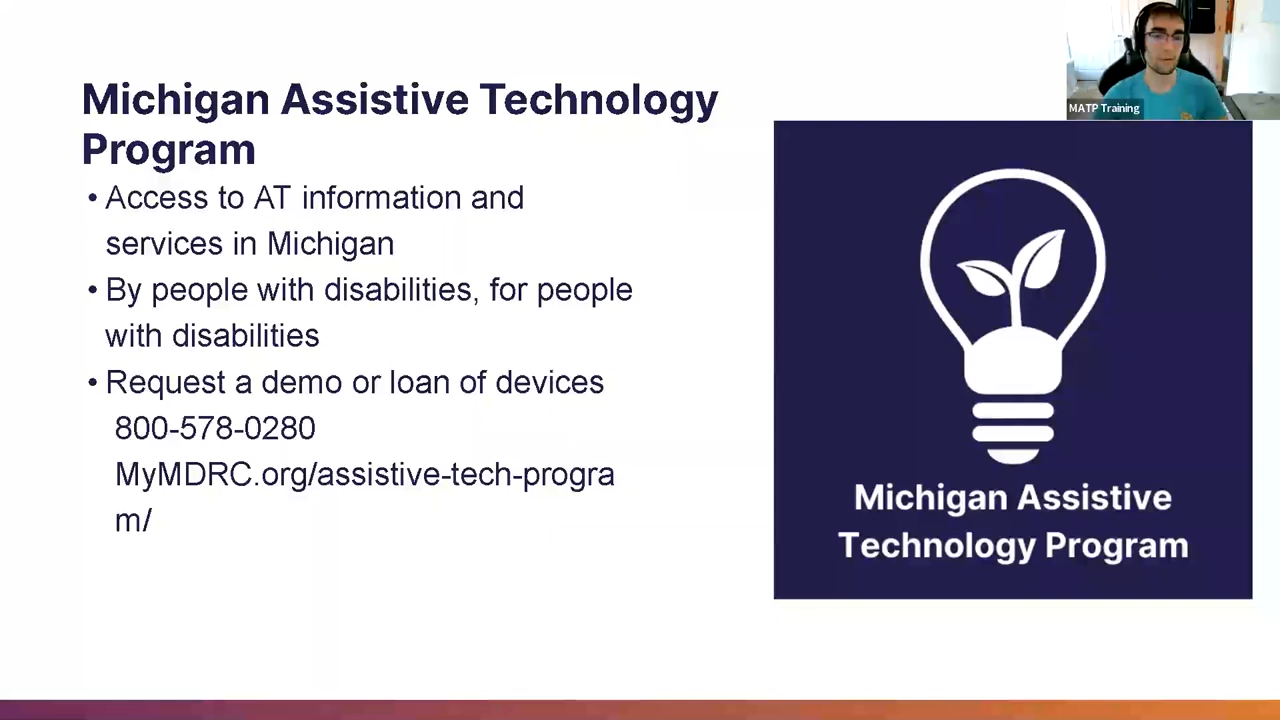 MATP Training
Michigan Assistive Technology
Program
• Access to AT information and
services in Michigan
• By people with disabilities, for people
with disabilities
• Request a demo or loan of devices
800-578-0280
MyMDRC.org/assistive-tech-progra
m/
Michigan Assistive
Technology Program